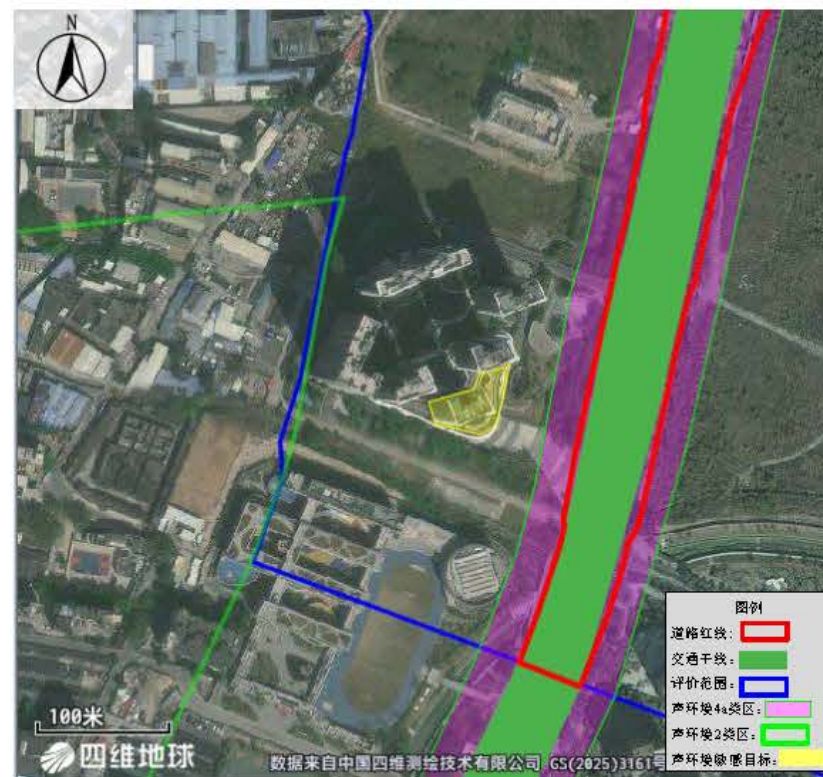 N
图例
道路红线：
交通干线：
评价范围：
声环境4a类区：
声环境2类区：
声环境敏感目标：
100米
四维地球
数据来自中国四维测绘技术有限公司 GS(2025)3161号